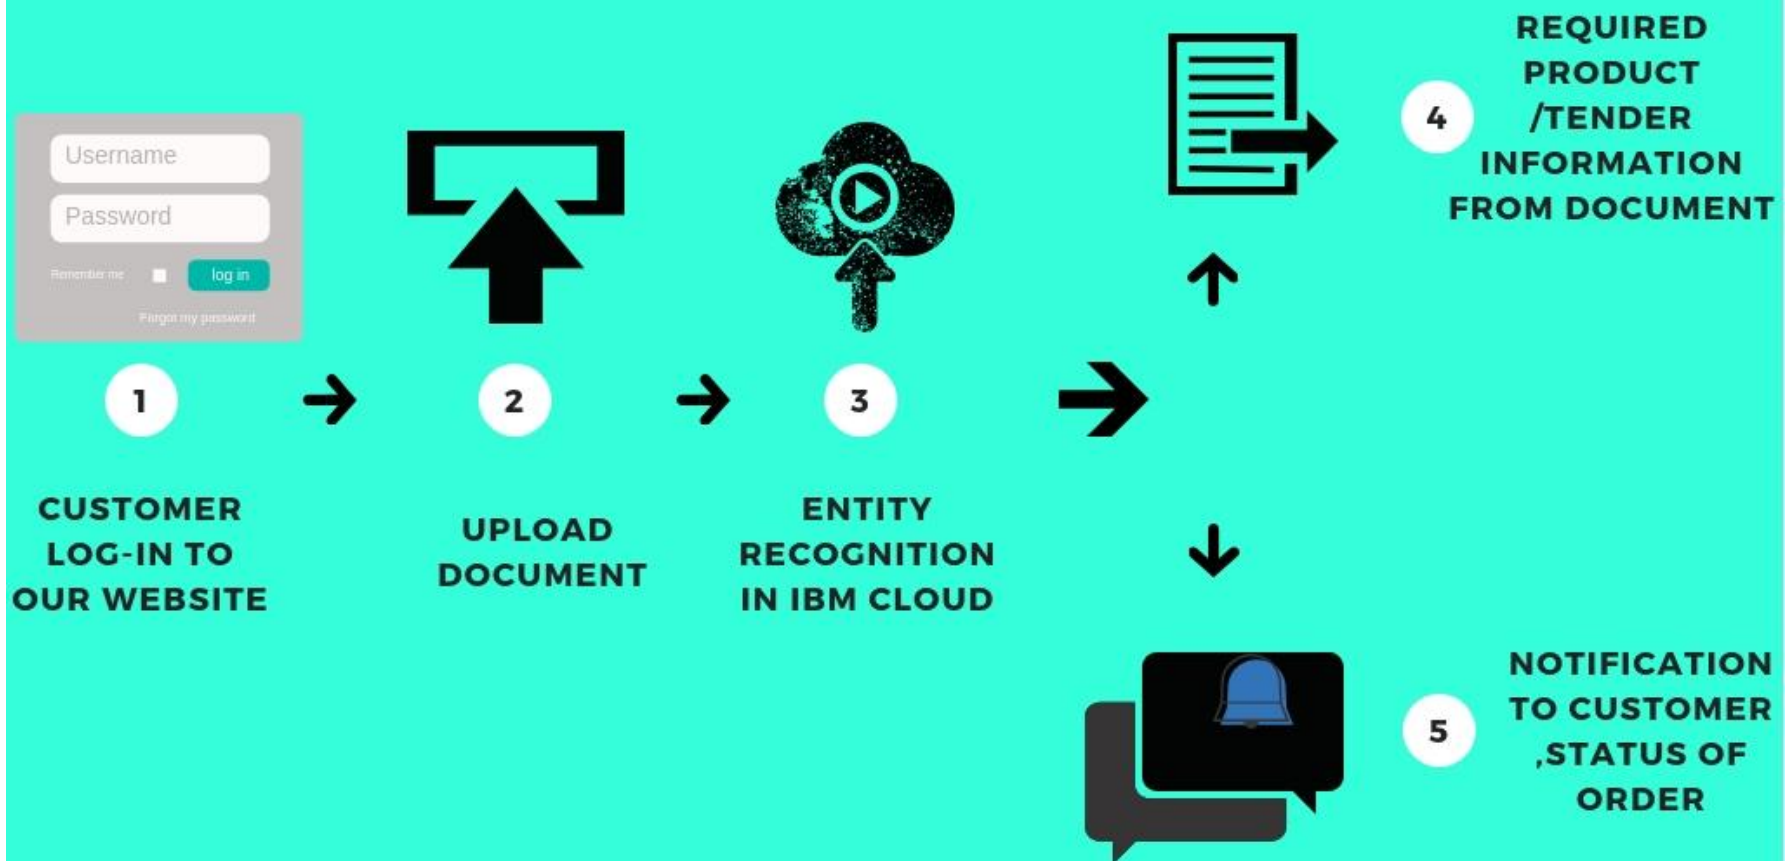 Username
Password
Remember me
log in
Forgot my password
1
CUSTOMER
LOG-IN TO
OUR WEBSITE
2
UPLOAD
DOCUMENT
3
ENTITY
RECOGNITION
IN IBM CLOUD
4
REQUIRED
PRODUCT
/TENDER
INFORMATION
FROM DOCUMENT
5
NOTIFICATION
TO CUSTOMER
,STATUS OF
ORDER